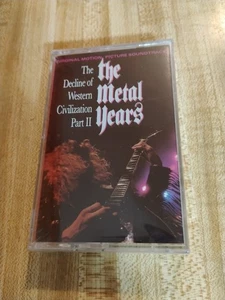 ORIGINAL MOTION PICTURE SOUNDTRACK
The
Decline of
Western
Civilization
Part II
the
Metal
Years